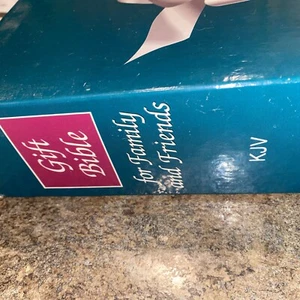 Gift
Bible
for Family
and Friends
KJV